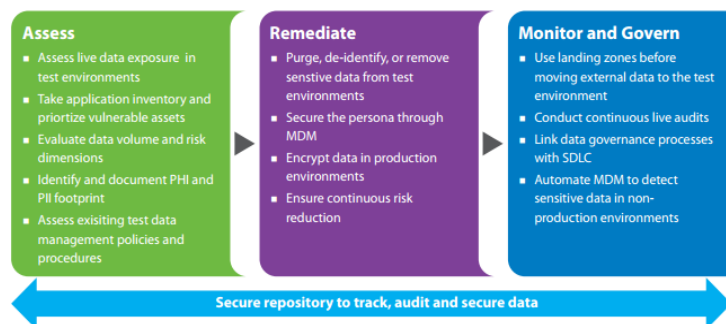 Assess
▪ Assess live data exposure in
test environments
▪ Take application inventory and
priortize vulnerable assets
▪ Evaluate data volume and risk
dimensions
▪ Identify and document PHI and
PII footprint
▪ Assess exisiting test data
management policies and
procedures
Remediate
▪ Purge, de-identify, or remove
senstive data from test
environments
▪ Secure the persona through
MDM
▪ Encrypt data in production
environments
▪ Ensure continuous risk
reduction
Monitor and Govern
▪ Use landing zones before
moving external data to the test
environment
▪ Conduct continuous live audits
▪ Link data governance processes
with SDLC
▪ Automate MDM to detect
sensitive data in non-
production environments
Secure repository to track, audit and secure data